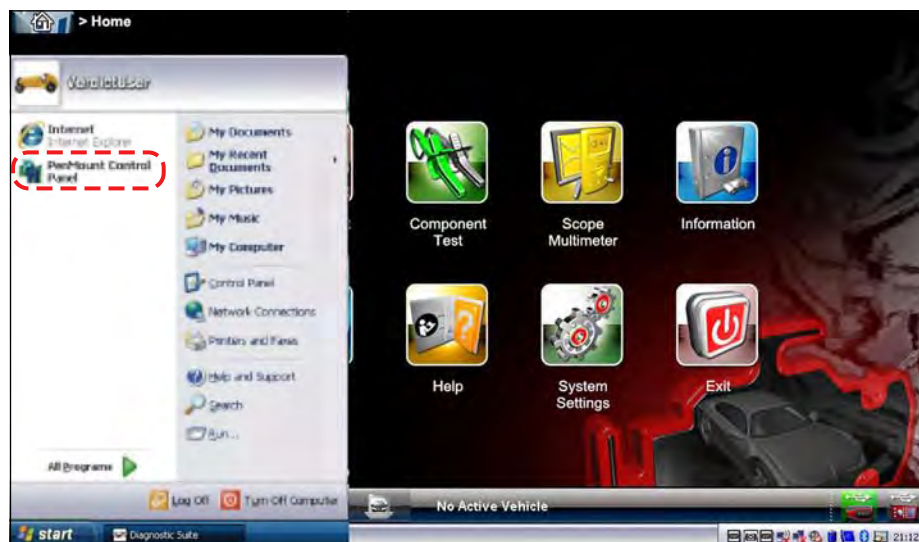 > Home
Internet
Internet Explorer
PenMount Control
Panel
My Documents
My Recent
Documents
My Pictures
My Music
My Computer
Control Panel
Network Connections
Printers and Faxes
Help and Support
Search
Run...
All Programs
Log Off
Turn Off Computer
Component
Test
Scope
Multimeter
Information
Help
System
Settings
Exit
No Active Vehicle
start
Diagnostic Suite
21:12